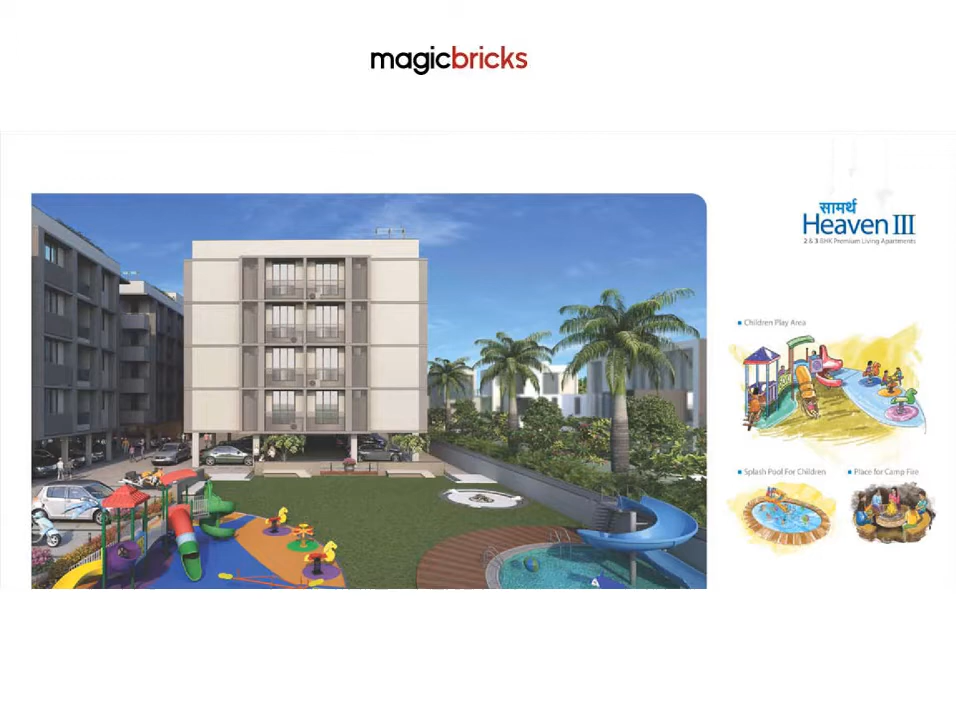 magicbricks
सामर्थ
Heaven III
2 & 3 BHK Premium Living Apartments
Children Play Area
Splash Pool For Children
Place for Camp Fire